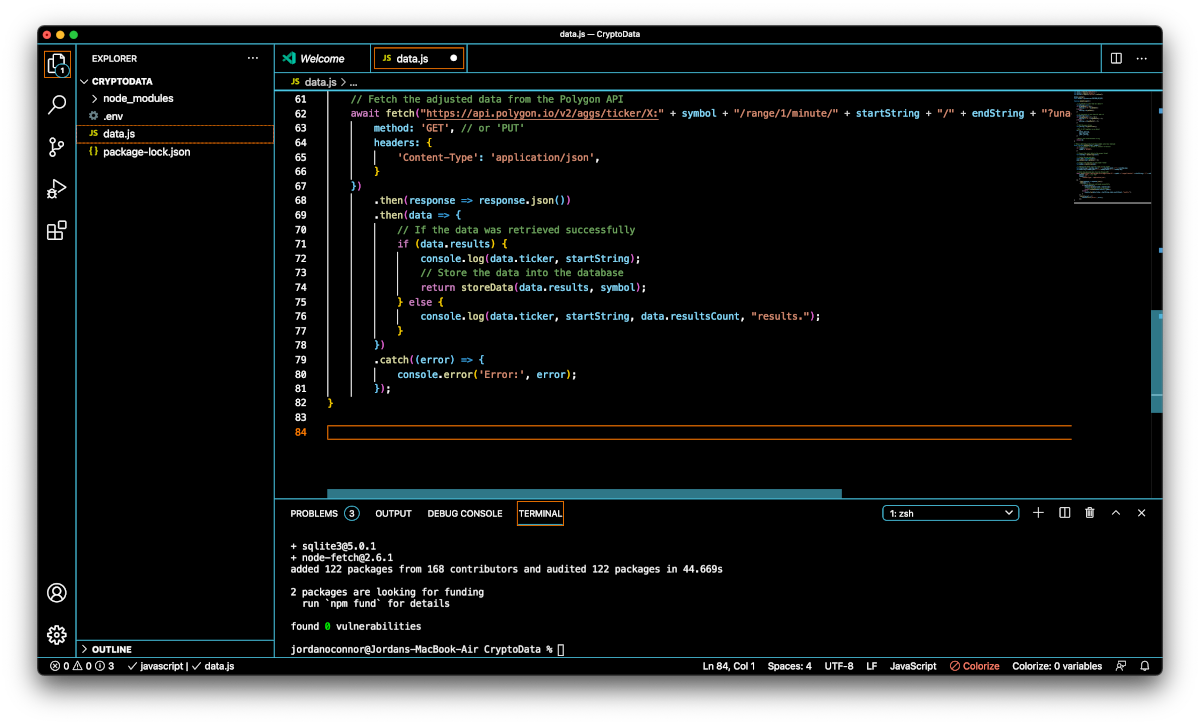 data.js — CryptoData
EXPLORER ···
CRYPTODATA
node_modules
.env
JS data.js
{} package-lock.json
OUTLINE
1
Welcome
JS data.js
JS data.js > ...
61 // Fetch the adjusted data from the Polygon API
62 await fetch("https://api.polygon.io/v2/aggs/ticker/X:" + symbol + "/range/1/minute/" + startString + "/" + endString + "?una
63 method: 'GET', // or 'PUT'
64 headers: {
65 'Content-Type': 'application/json',
66 }
67 })
68 .then(response => response.json())
69 .then(data => {
70 // If the data was retrieved successfully
71 if (data.results) {
72 console.log(data.ticker, startString);
73 // Store the data into the database
74 return storeData(data.results, symbol);
75 } else {
76 console.log(data.ticker, startString, data.resultsCount, "results.");
77 }
78 })
79 .catch((error) => {
80 console.error('Error:', error);
81 });
82 }
83
84
PROBLEMS 3 OUTPUT DEBUG CONSOLE TERMINAL 1: zsh
+ sqlite3@5.0.1
+ node-fetch@2.6.1
added 122 packages from 168 contributors and audited 122 packages in 44.669s
2 packages are looking for funding
run `npm fund` for details
found 0 vulnerabilities
jordanoconnor@Jordans-MacBook-Air CryptoData %
0 0 3 javascript | data.js Ln 84, Col 1 Spaces: 4 UTF-8 LF JavaScript Colorize Colorize: 0 variables